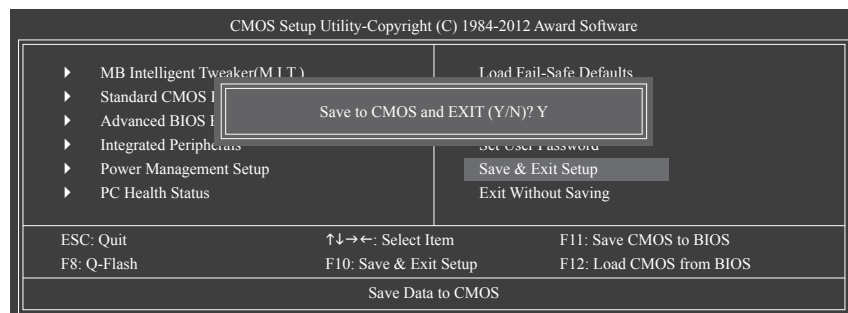 CMOS Setup Utility-Copyright (C) 1984-2012 Award Software
MB Intelligent Tweaker(M.I.T.)
Standard CMOS
Advanced BIOS
Integrated Peripherals
Power Management Setup
PC Health Status
Load Fail-Safe Defaults
Set User Password
Save & Exit Setup
Exit Without Saving
Save to CMOS and EXIT (Y/N)? Y
ESC: Quit ↑↓→←: Select Item F11: Save CMOS to BIOS
F8: Q-Flash F10: Save & Exit Setup F12: Load CMOS from BIOS
Save Data to CMOS